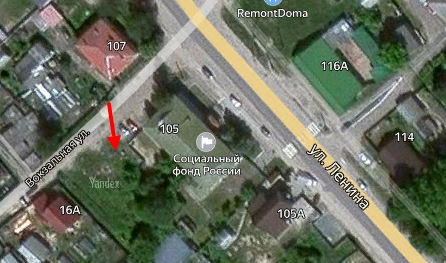 RemontDoma
107
116А
105
ул. Ленина
114
Вокзальная ул.
Социальный
фонд России
Yandex
16А
105А